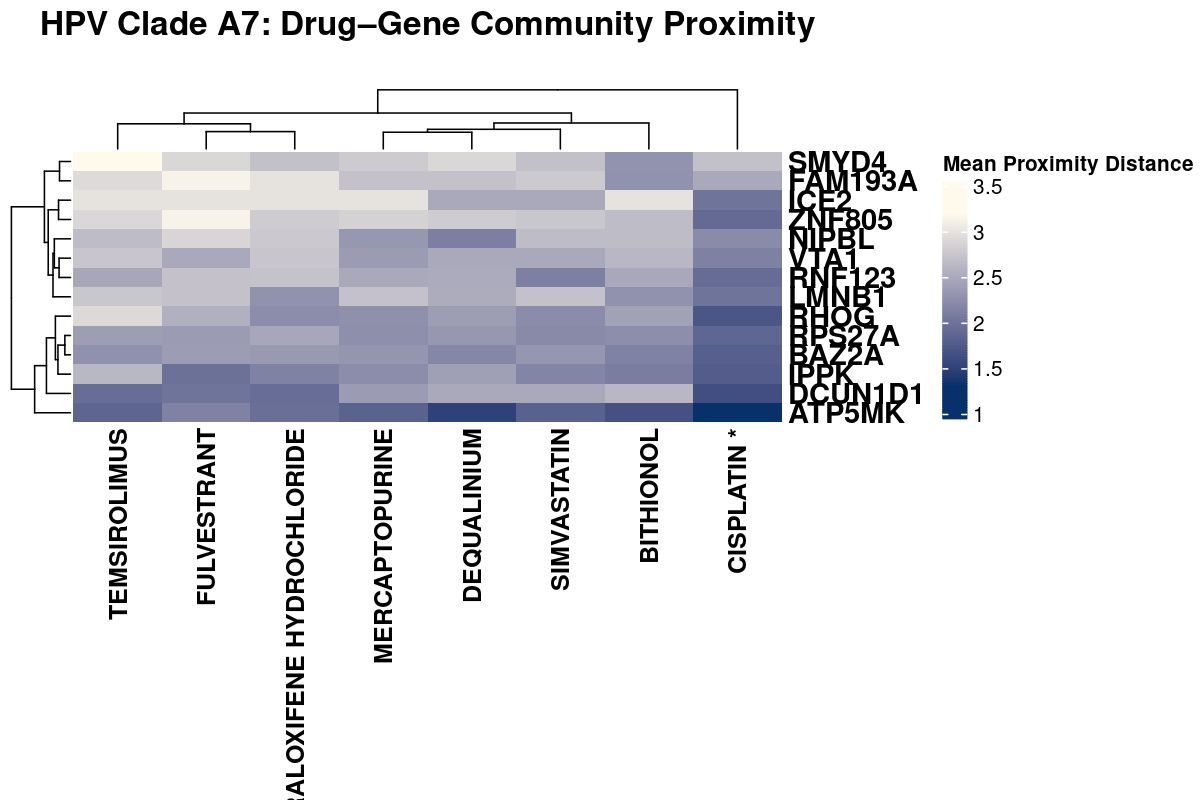 HPV Clade A7: Drug–Gene Community Proximity
SMYD4
FAM193A
ICE2
ZNF805
NIPBL
VTA1
RNF123
LMNB1
RHOG
RPS27A
BAZ2A
IPPK
DCUN1D1
ATP5MK
Mean Proximity Distance
3.5
3
2.5
2
1.5
1
TEMSIROLIMUS
FULVESTRANT
RALOXIFENE HYDROCHLORIDE
MERCAPTOPURINE
DEQUALINIUM
SIMVASTATIN
BITHIONOL
CISPLATIN *